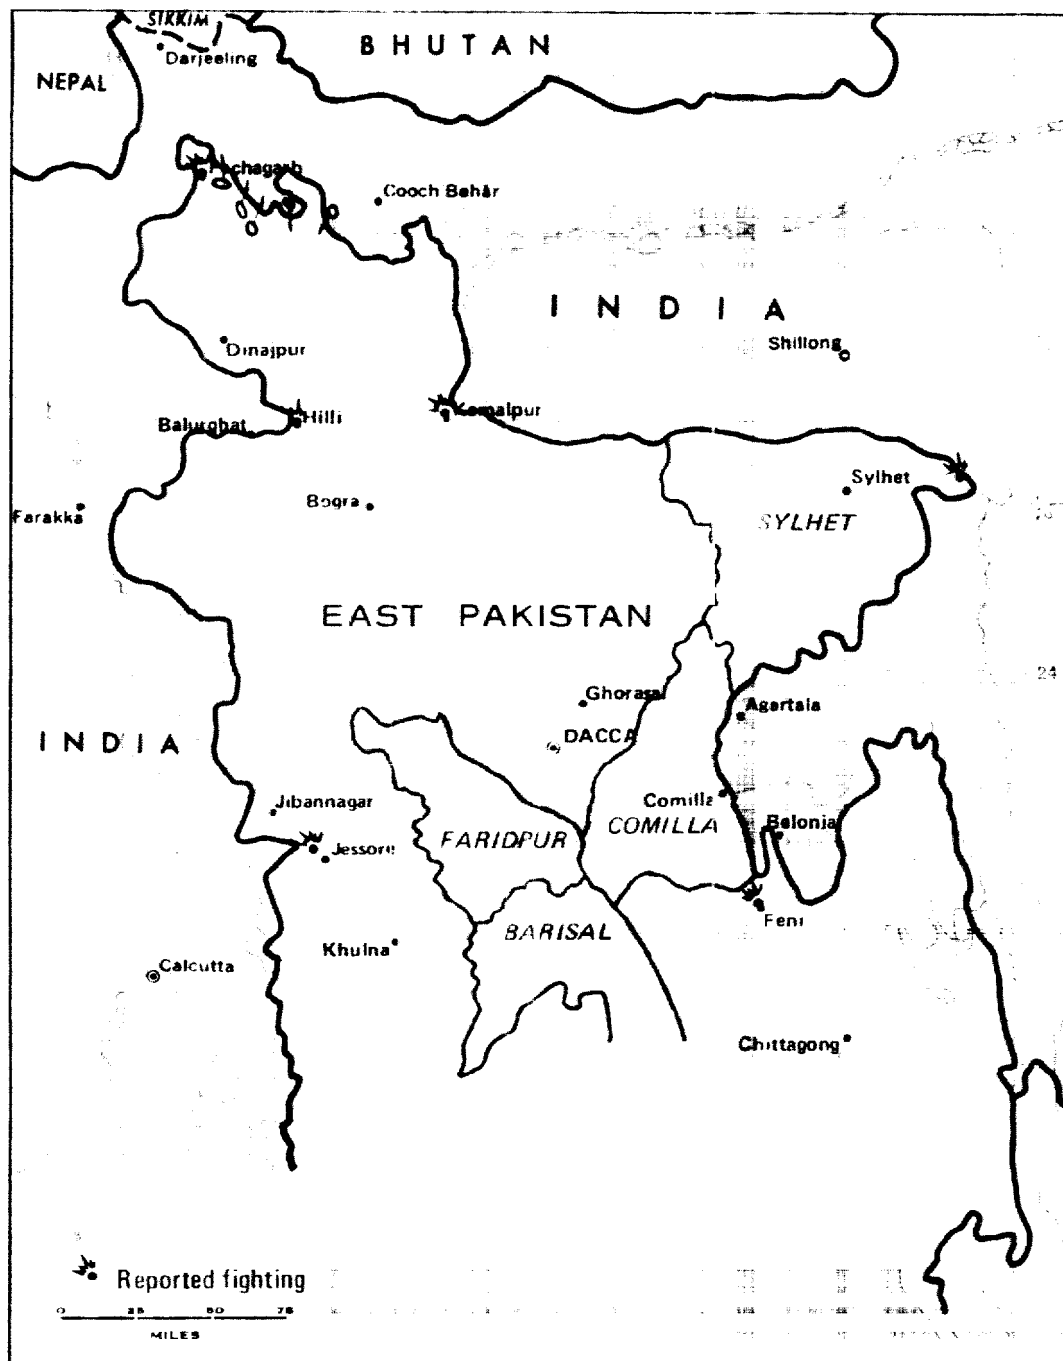 SIKKIM
BHUTAN
Darjeeling
NEPAL
Cooch Behār
INDIA
Shillong
Dinajpur
Hilli
Kamalpur
Balurghat
Sylhet
Bogra
Farakka
SYLHET
EAST PAKISTAN
24
Ghorasal
Agartala
INDIA
DACCA
Jibannagar
Comilla
COMILLA
Belonia
FARIDPUR
Jessore
Feni
BARISAL
Khulna
Calcutta
Chittagong
Reported fighting
0 25 50 75
MILES